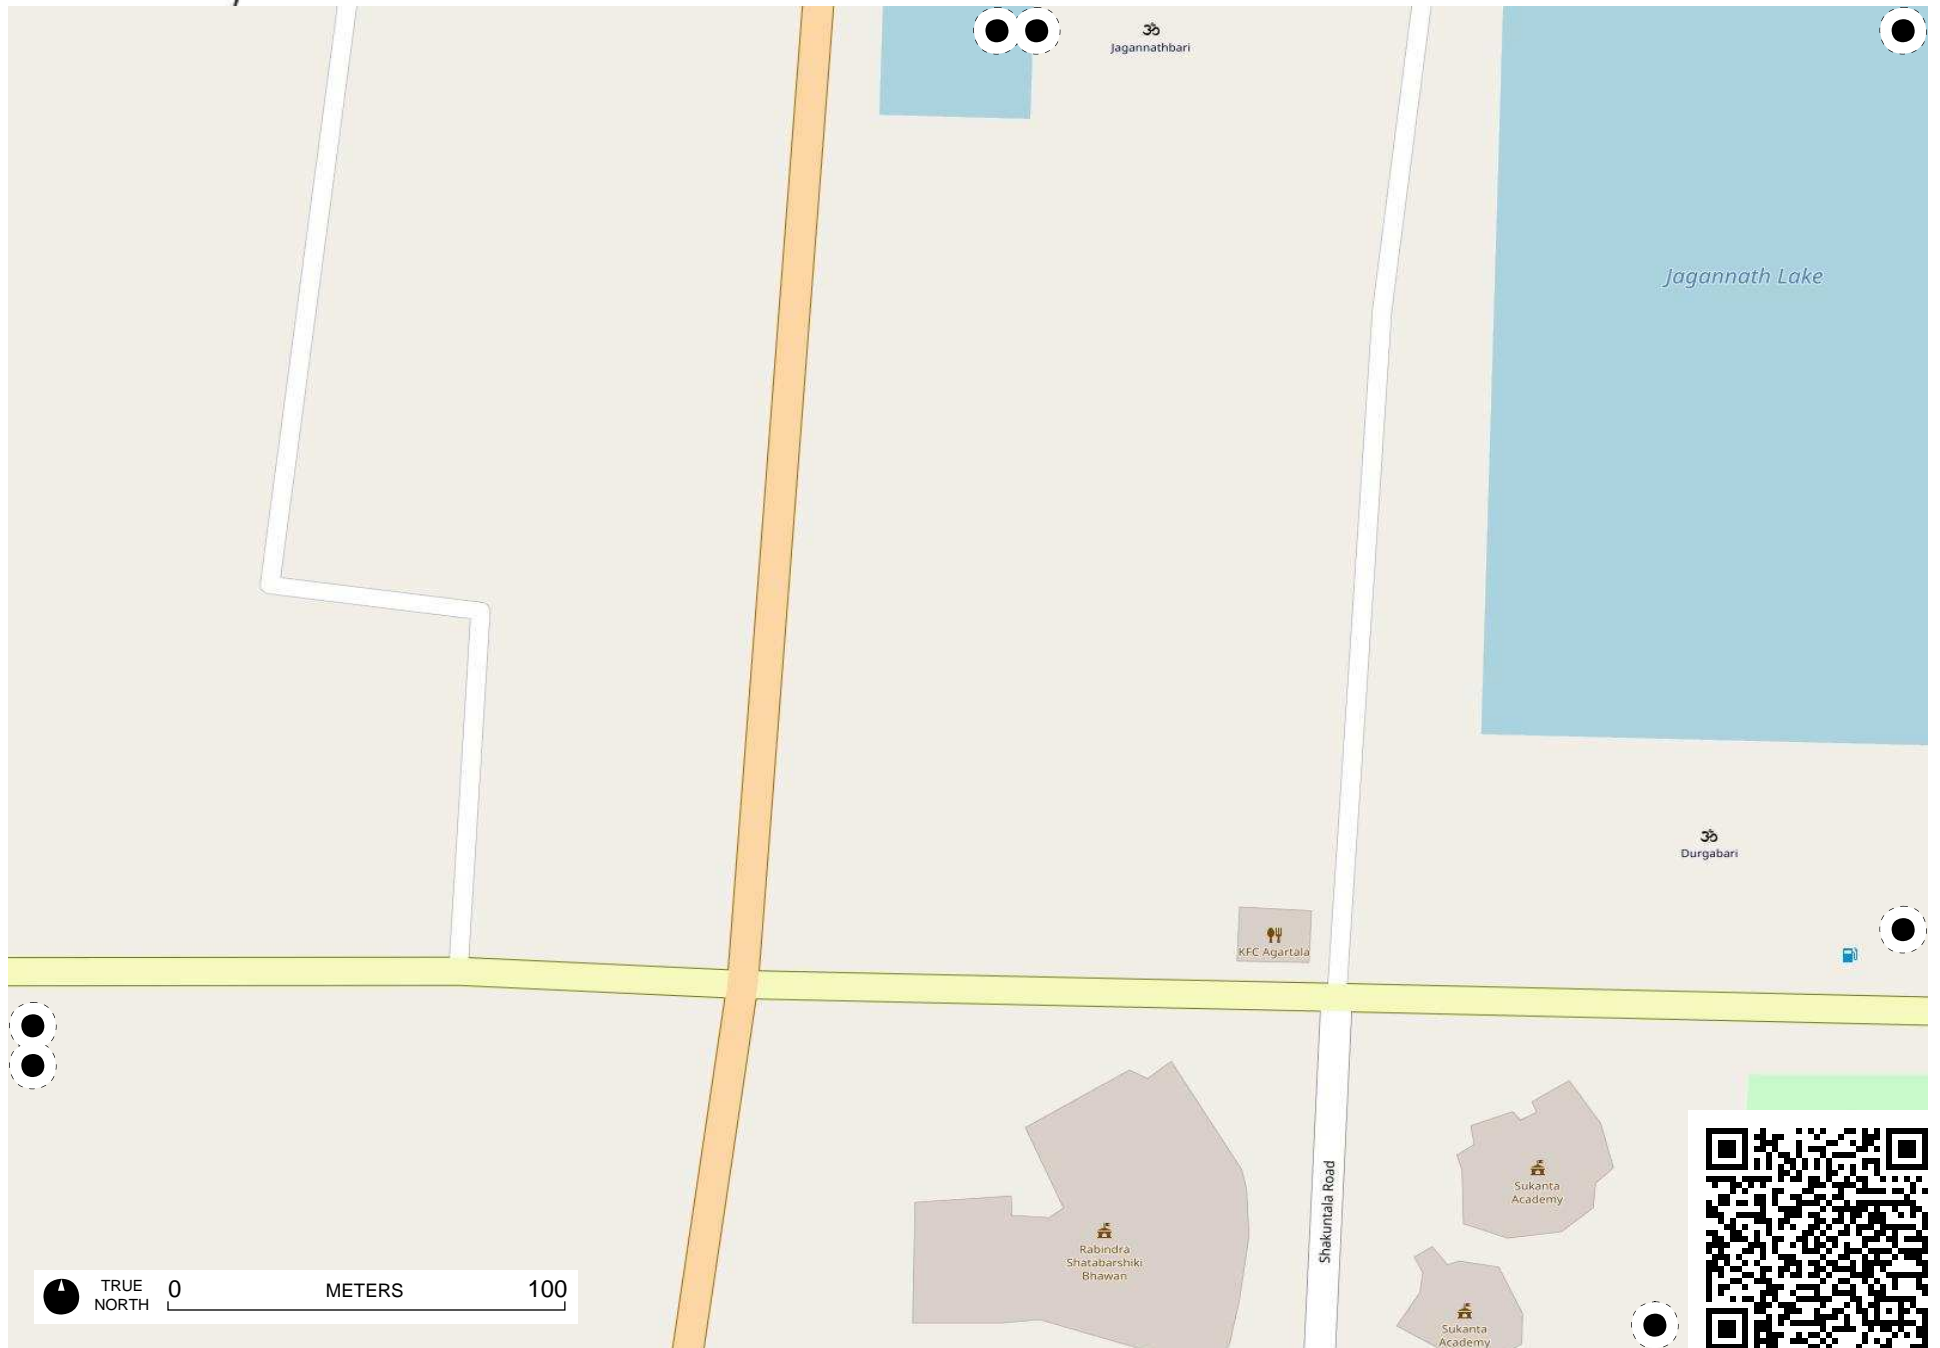 ॐ
Jagannathbari
Jagannath Lake
ॐ
Durgabari
KFC Agartala
Shakuntala Road
Sukanta
Academy
Rabindra
Shatabarshiki
Bhawan
TRUE
NORTH
0 METERS 100
Sukanta
Academy